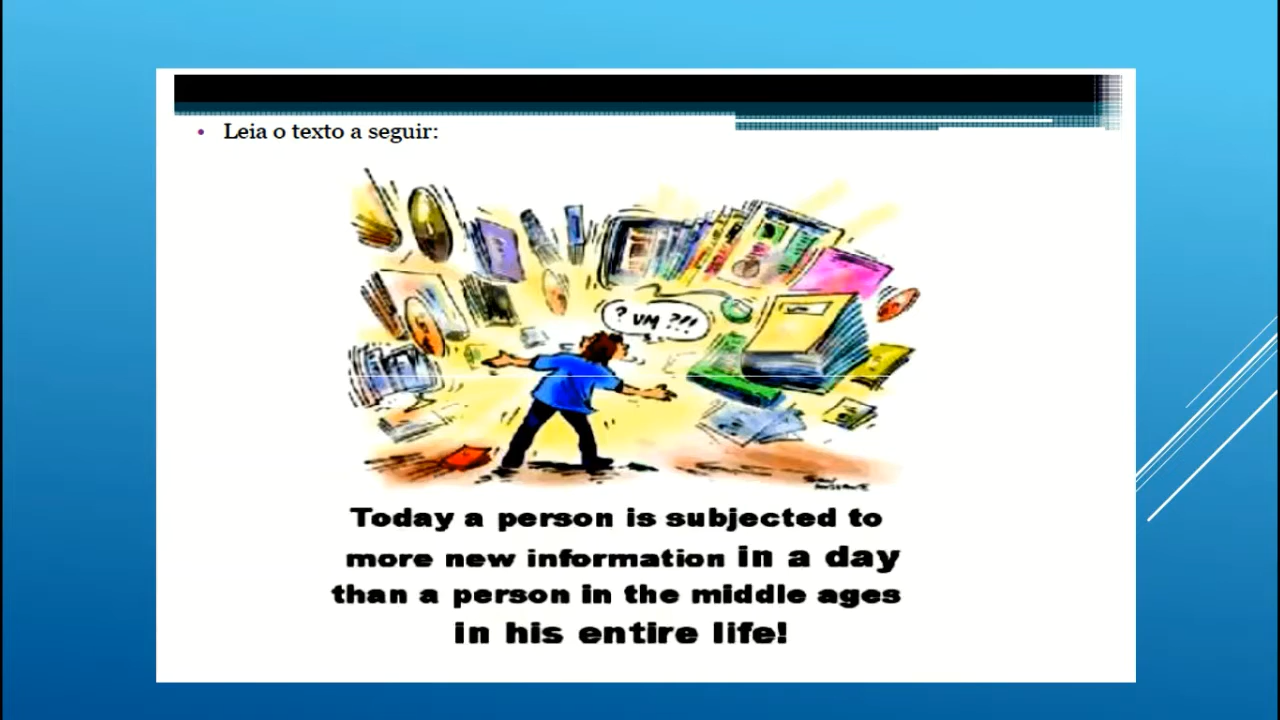 • Leia o texto a seguir:
? UM ?!!
Today a person is subjected to
more new information in a day
than a person in the middle ages
in his entire life!